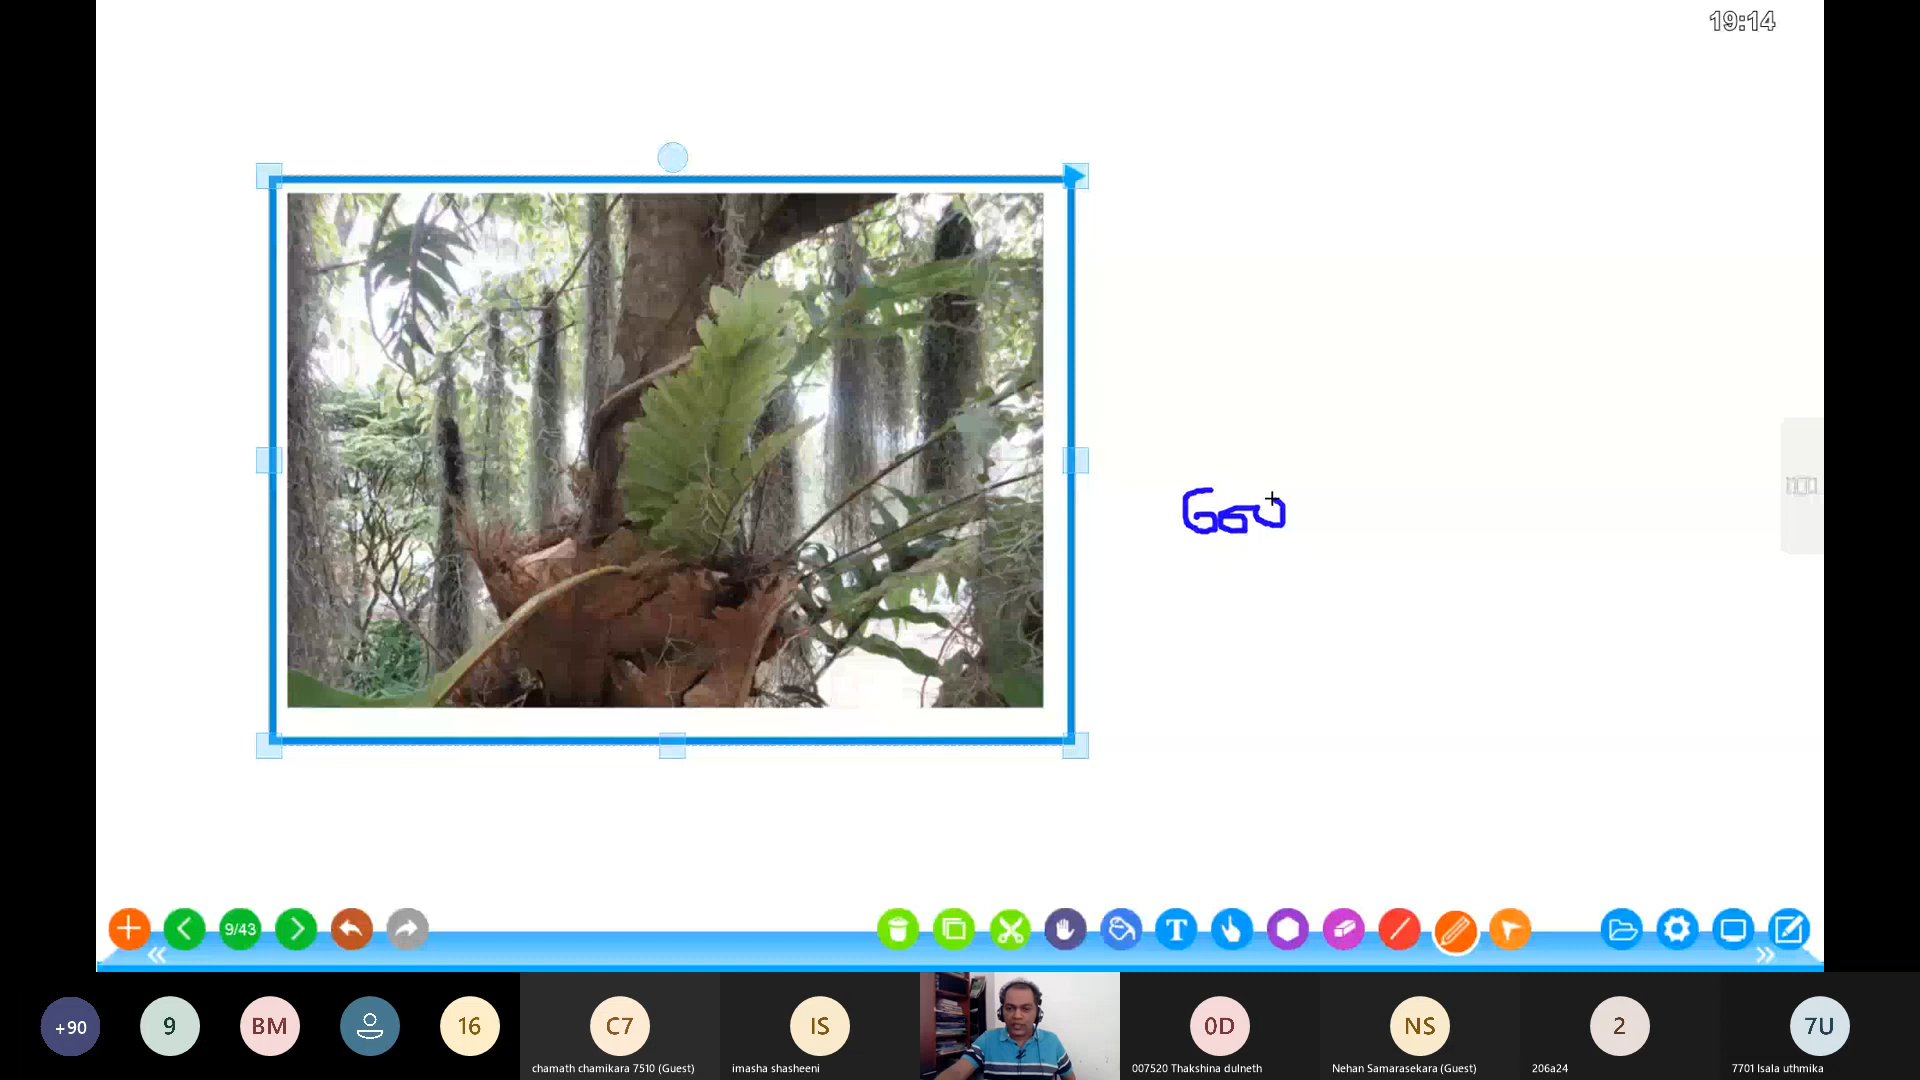 19:14
9/43
T
+90
9
BM
16
C7
IS
0D
NS
2
7U
chamath chamikara 7510 (Guest)
imasha shasheeni
007520 Thakshina dulneth
Nehan Samarasekara (Guest)
206a24
7701 Isala uthmika